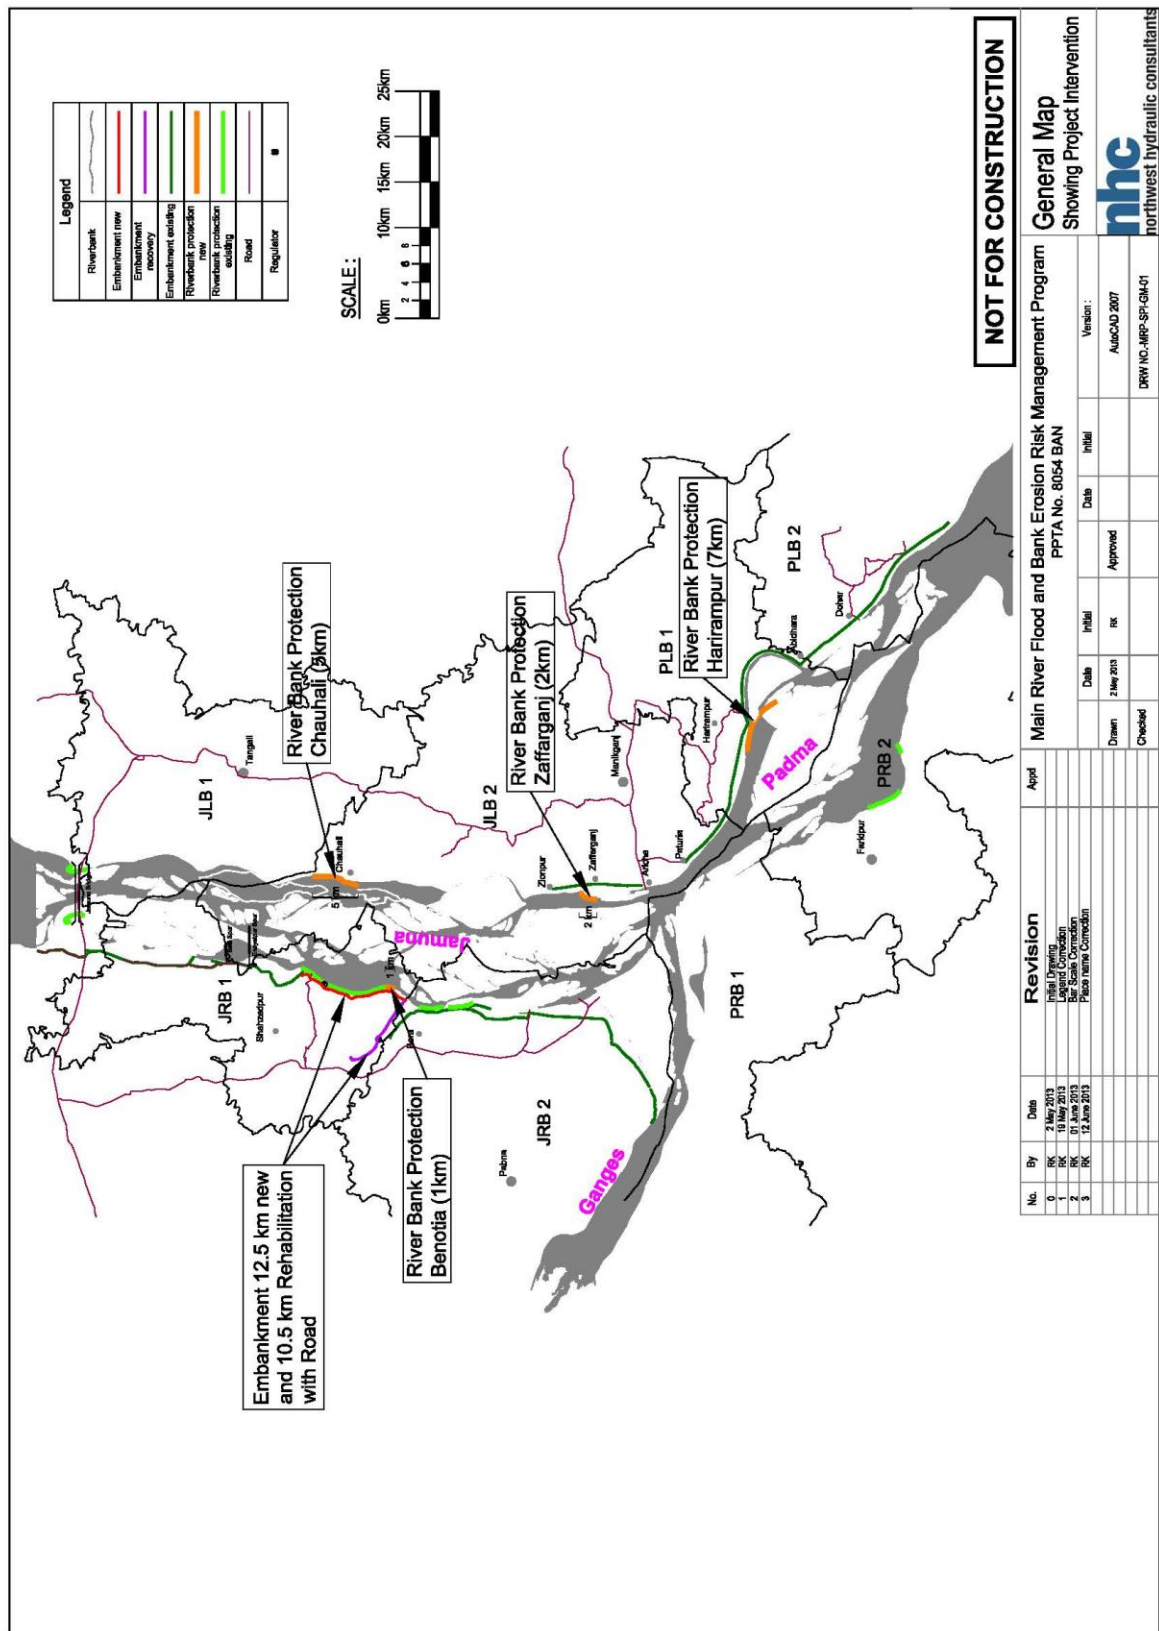 Legend
Riverbank
Embankment new
Embankment
recovery
Embankment existing
Riverbank protection
new
Riverbank protection
existing
Road
Regulator
SCALE :
0km 2 4 6 8 10km 15km 20km 25km
NOT FOR CONSTRUCTION
JLB 1
Tangail
River Bank Protection
Chauhali (5km)
Chauhali
5 km
JRB 1
Shahzadpur
Jamuna
1 km
Embankment 12.5 km new
and 10.5 km Rehabilitation
with Road
River Bank Protection
Benotia (1km)
JLB 2
River Bank Protection
Zaffarganj (2km)
Zionpur
Zaffarganj
2 km
Manikganj
Aricha
Paturia
JRB 2
Pabna
Ganges
PRB 1
PLB 1
River Bank Protection
Harirampur (7km)
Harirampur
Padma
PLB 2
Dohar
PRB 2
Faridpur
No. By Date Revision Appd
0 RK 2 May 2013 Initial Drawing
1 RK 19 May 2013 Legend Correction
2 RK 01 June 2013 Bar Scale Correction
3 RK 12 June 2013 Place name Correction
Main River Flood and Bank Erosion Risk Management Program
PPTA No. 8054 BAN
Date Initial Date Initial Version :
Drawn 2 May 2013 RK Approved AutoCAD 2007
Checked DRW NO.-MRP-SPI-GM-01
General Map
Showing Project Intervention
nhc
northwest hydraulic consultants